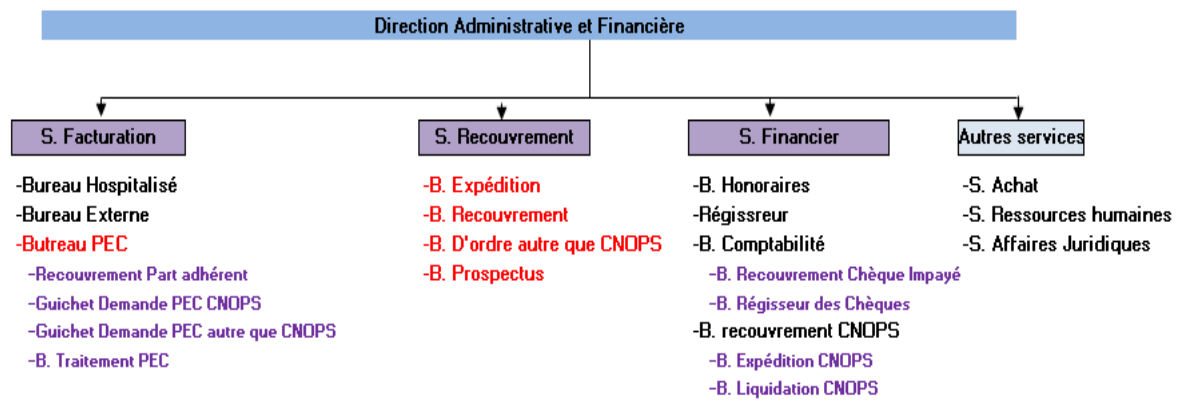 Direction Administrative et Financière
S. Facturation
-Bureau Hospitalisé
-Bureau Externe
-Butreau PEC
-Recouvrement Part adhérent
-Guichet Demande PEC CNOPS
-Guichet Demande PEC autre que CNOPS
-B. Traitement PEC
S. Recouvrement
-B. Expédition
-B. Recouvrement
-B. D'ordre autre que CNOPS
-B. Prospectus
S. Financier
-B. Honoraires
-Régissreur
-B. Comptabilité
-B. Recouvrement Chèque Impayé
-B. Régisseur des Chèques
-B. recouvrement CNOPS
-B. Expédition CNOPS
-B. Liquidation CNOPS
Autres services
-S. Achat
-S. Ressources humaines
-S. Affaires Juridiques